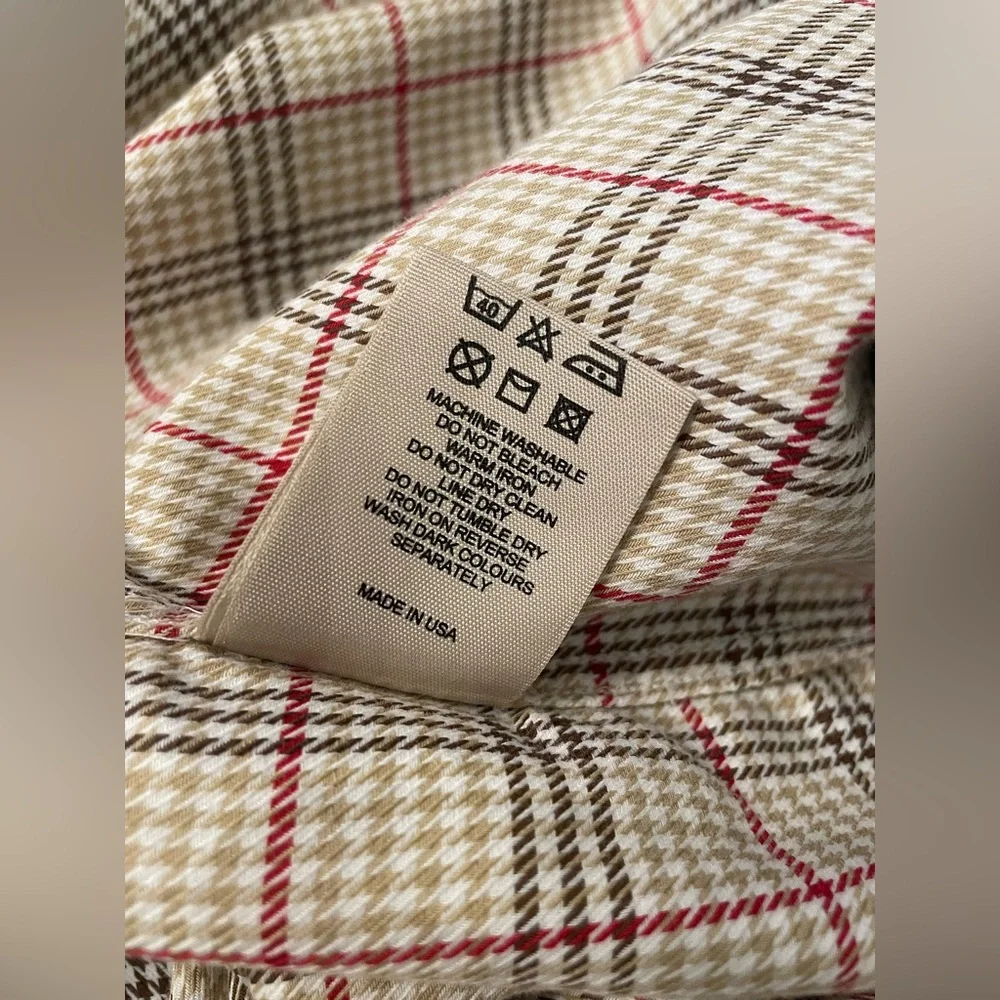 40
MACHINE WASHABLE
DO NOT BLEACH
WARM IRON
DO NOT DRY CLEAN
LINE DRY
DO NOT TUMBLE DRY
IRON ON REVERSE
WASH DARK COLOURS
SEPARATELY
MADE IN USA